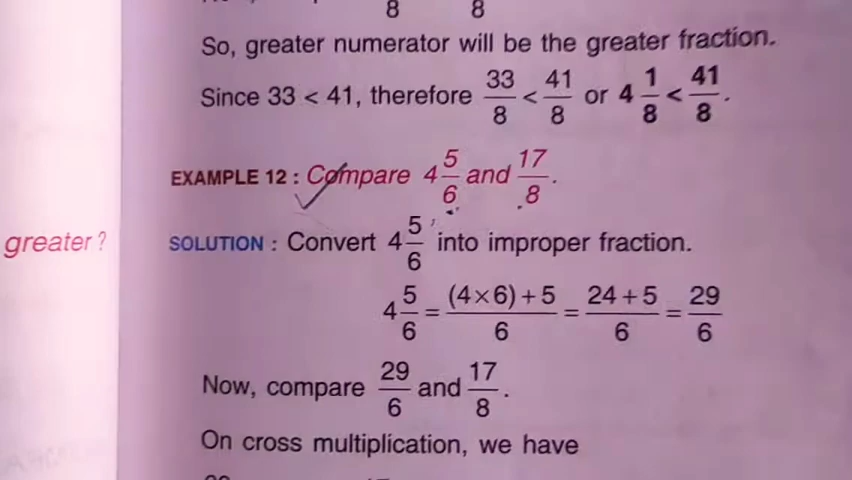 8 8
So, greater numerator will be the greater fraction.
Since 33 < 41, therefore 33/8 < 41/8 or 4 1/8 < 41/8.
EXAMPLE 12 : Compare 4 5/6 and 17/8.
greater ?
SOLUTION : Convert 4 5/6 into improper fraction.
4 5/6 = (4×6)+5/6 = 24+5/6 = 29/6
Now, compare 29/6 and 17/8.
On cross multiplication, we have